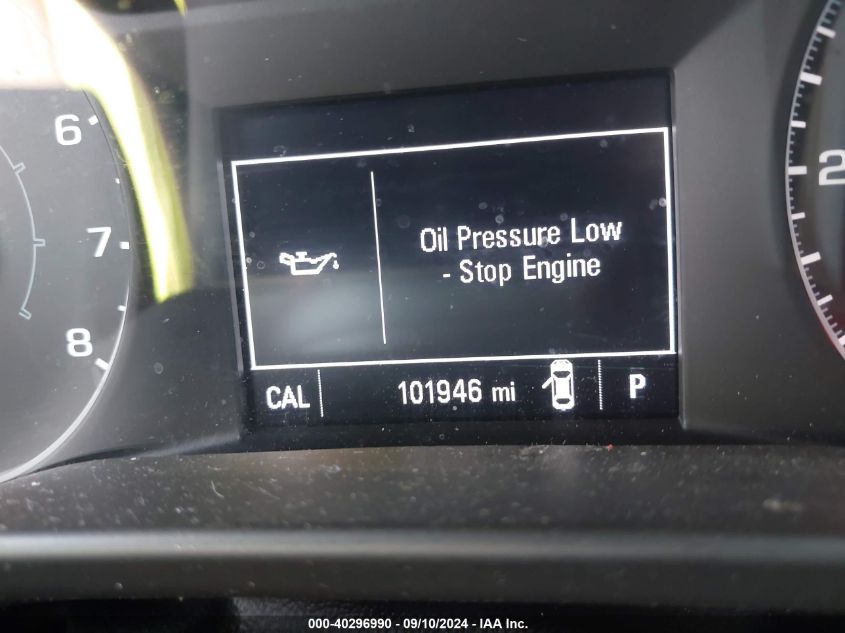 6
7
8
2
Oil Pressure Low
- Stop Engine
CAL 101946 mi P
000-40296990 - 09/10/2024 - IAA Inc.